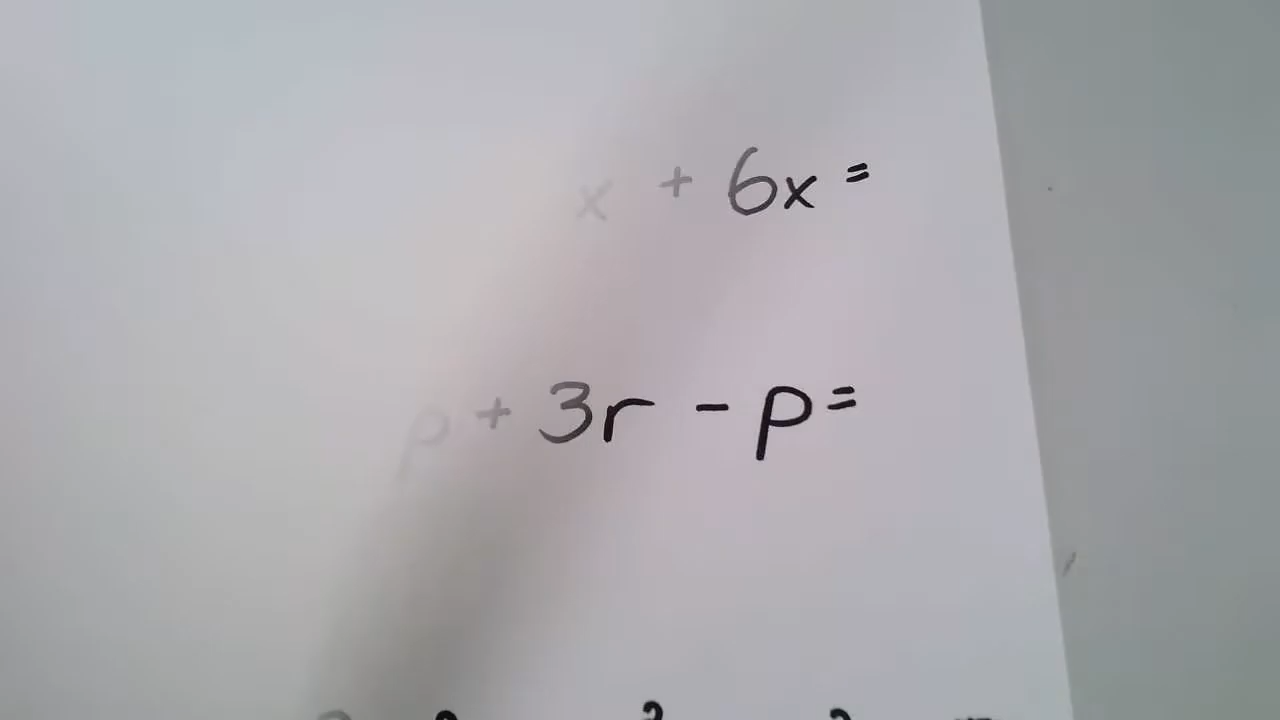 x + 6x =
p + 3r - p =